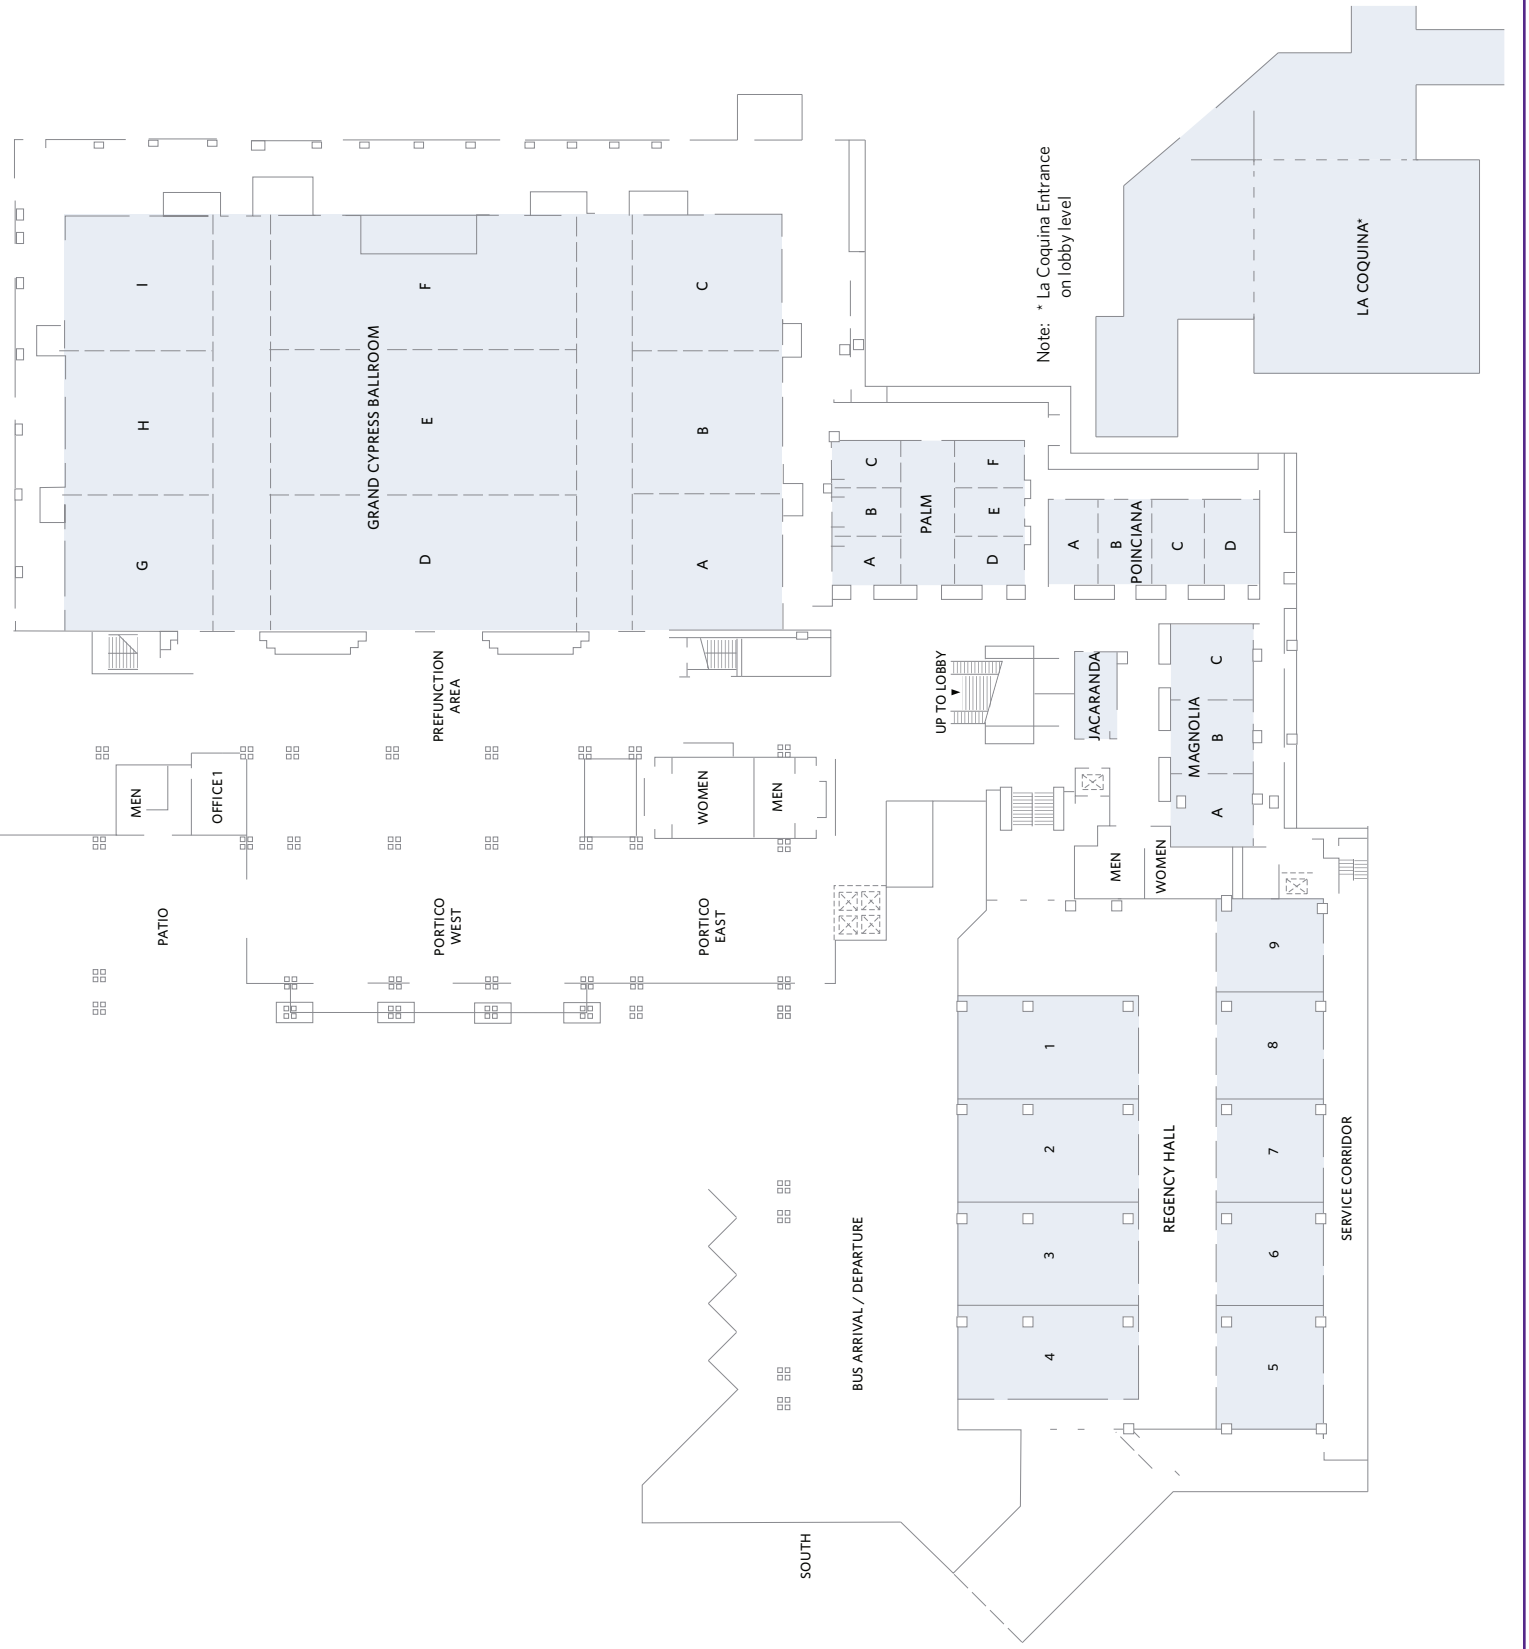 I
F
C
GRAND CYPRESS BALLROOM
H
E
B
G
D
A
Note: * La Coquina Entrance
on lobby level
LA COQUINA*
C
F
B
PALM
E
A
D
A
B
POINCIANA
C
D
PREFUNCTION
AREA
UP TO LOBBY
JACARANDA
C
MAGNOLIA
B
A
MEN
OFFICE 1
WOMEN
MEN
MEN
WOMEN
PATIO
PORTICO
WEST
PORTICO
EAST
9
1
8
2
REGENCY HALL
7
SERVICE CORRIDOR
3
6
BUS ARRIVAL / DEPARTURE
4
5
SOUTH